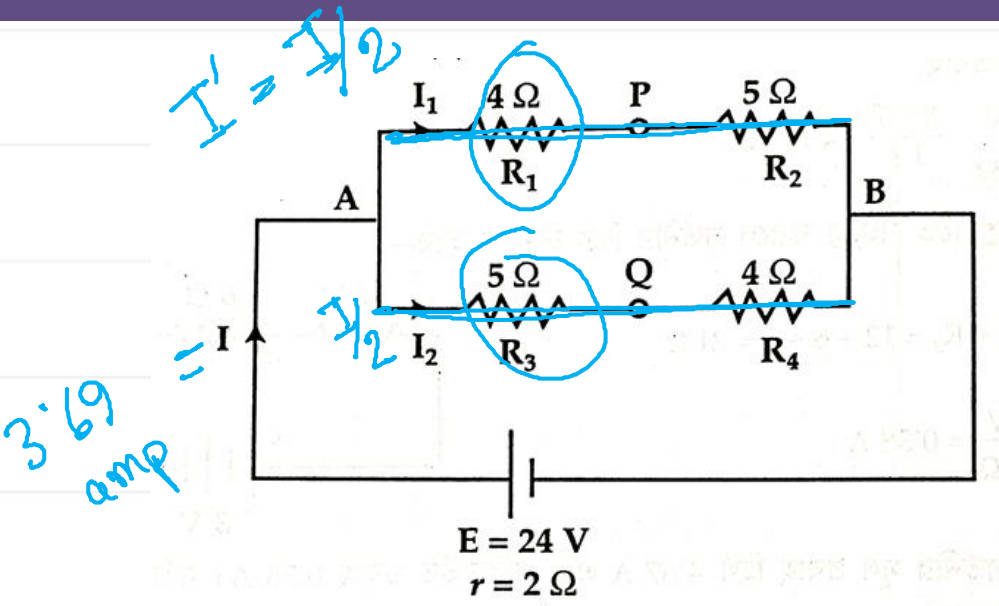 I' = I/2
I₁ 4 Ω P 5 Ω
R₁ R₂
A B
5 Ω Q 4 Ω
I I/2 I₂ R₃ R₄
3.69 =
amp
E = 24 V
r = 2 Ω